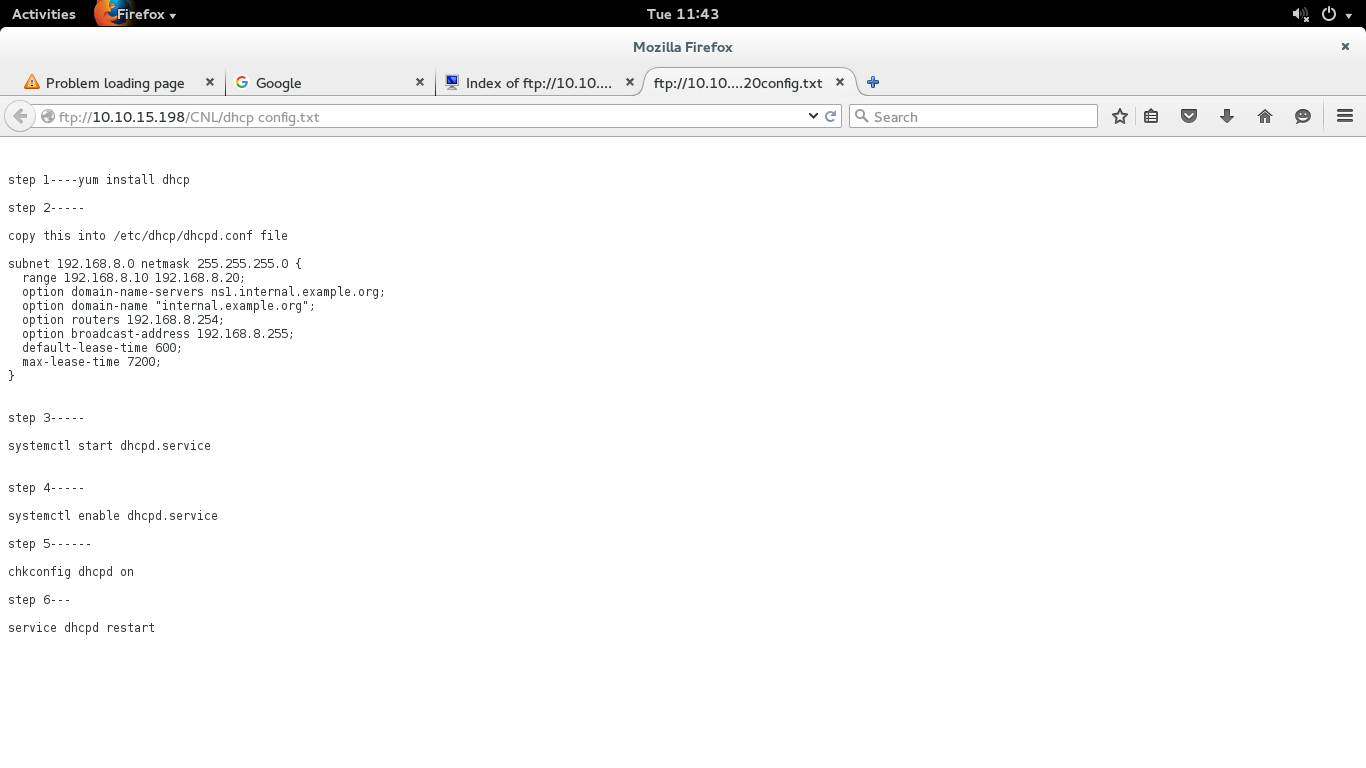 Activities
Firefox
Tue 11:43
Mozilla Firefox
Problem loading page
Google
Index of ftp://10.10....
ftp://10.10....20config.txt
ftp://10.10.15.198/CNL/dhcp config.txt
Search
step 1----yum install dhcp
step 2-----
copy this into /etc/dhcp/dhcpd.conf file
subnet 192.168.8.0 netmask 255.255.255.0 {
  range 192.168.8.10 192.168.8.20;
  option domain-name-servers ns1.internal.example.org;
  option domain-name "internal.example.org";
  option routers 192.168.8.254;
  option broadcast-address 192.168.8.255;
  default-lease-time 600;
  max-lease-time 7200;
}
step 3-----
systemctl start dhcpd.service
step 4-----
systemctl enable dhcpd.service
step 5------
chkconfig dhcpd on
step 6---
service dhcpd restart